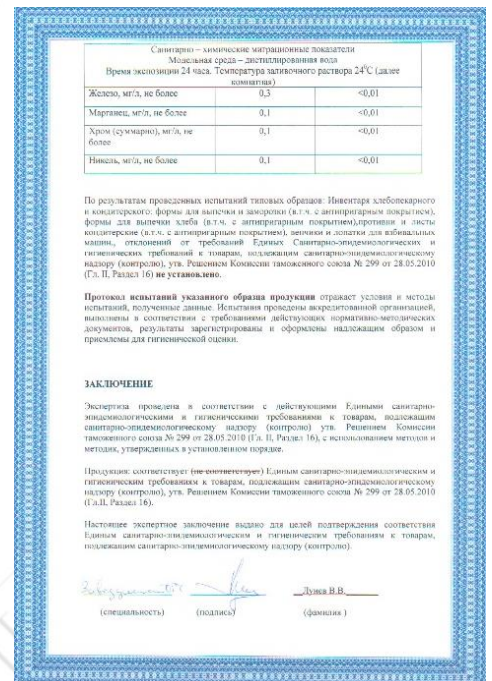 Санитарно – химические миграционные показатели
Модельная среда – дистиллированная вода
Время экспозиции 24 часа. Температура заливочного раствора 24⁰С (далее
комнатная)
Железо, мг/л, не более 0,3 <0,01
Марганец, мг/л, не более 0,1 <0,01
Хром (суммарно), мг/л, не
более 0,1 <0,01
Никель, мг/л, не более 0,1 <0,01
По результатам проведенных испытаний типовых образцов: Инвентаря хлебопекарного
и кондитерского: формы для выпечки и заморозки (в.т.ч. с антипригарным покрытием),
формы для выпечки хлеба (в.т.ч. с антипригарным покрытием),противни и листы
кондитерские (в.т.ч. с антипригарным покрытием), венчики и лопатки для взбивальных
машин., отклонений от требований Единых Санитарно-эпидемиологических и
гигиенических требований к товарам, подлежащим санитарно-эпидемиологическому
надзору (контролю), утв. Решением Комиссии таможенного союза № 299 от 28.05.2010
(Гл. II, Раздел 16) не установлено.
Протокол испытаний указанного образца продукции отражает условия и методы
испытаний, полученные данные. Испытания проведены аккредитованной организацией,
выполнены в соответствии с требованиями действующих нормативно-методических
документов, результаты зарегистрированы и оформлены надлежащим образом и
приемлемы для гигиенической оценки.
ЗАКЛЮЧЕНИЕ
Экспертиза проведена в соответствии с действующими Едиными санитарно-
эпидемиологическими и гигиеническими требованиями к товарам, подлежащим
санитарно-эпидемиологическому надзору (контролю) утв. Решением Комиссии
таможенного союза № 299 от 28.05.2010 (Гл. II, Раздел 16), с использованием методов и
методик, утвержденных в установленном порядке.
Продукция: соответствует (не соответствует) Единым санитарно-эпидемиологическим и
гигиеническим требованиям к товарам, подлежащим санитарно-эпидемиологическому
надзору (контролю), утв. Решением Комиссии таможенного союза № 299 от 28.05.2010
(Гл.II, Раздел 16).
Настоящее экспертное заключение выдано для целей подтверждения соответствия
Единым санитарно-эпидемиологическим и гигиеническим требованиям к товарам,
подлежащим санитарно-эпидемиологическому надзору (контролю).
Лунев В.В.
(специальность) (подпись) (фамилия )